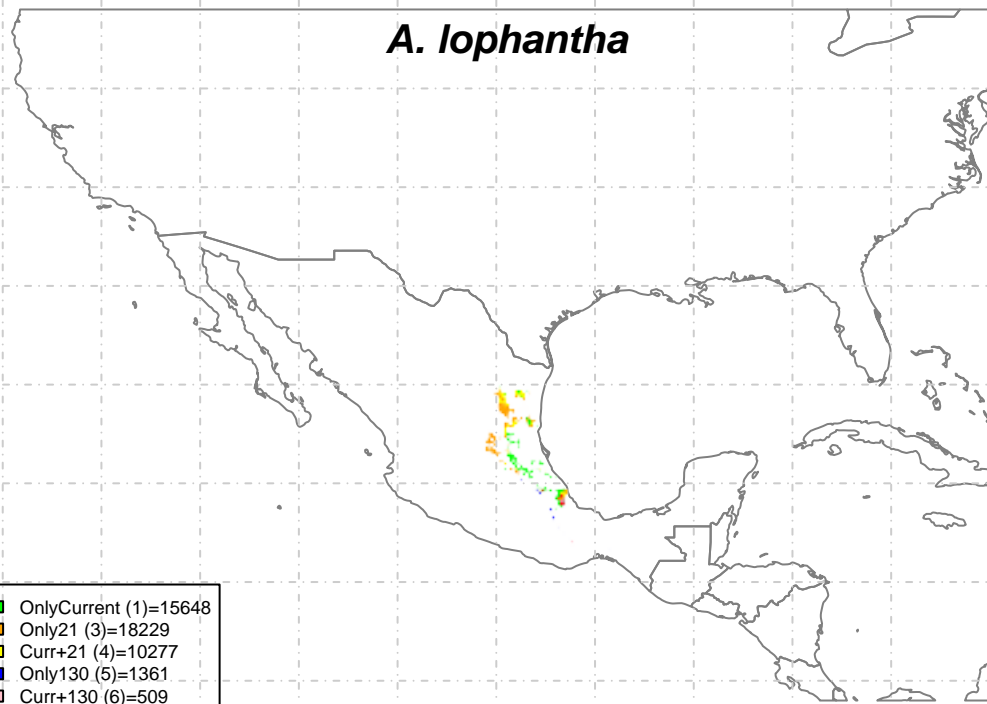 A. lophantha
OnlyCurrent (1)=15648
Only21 (3)=18229
Curr+21 (4)=10277
Only130 (5)=1361
Curr+130 (6)=509